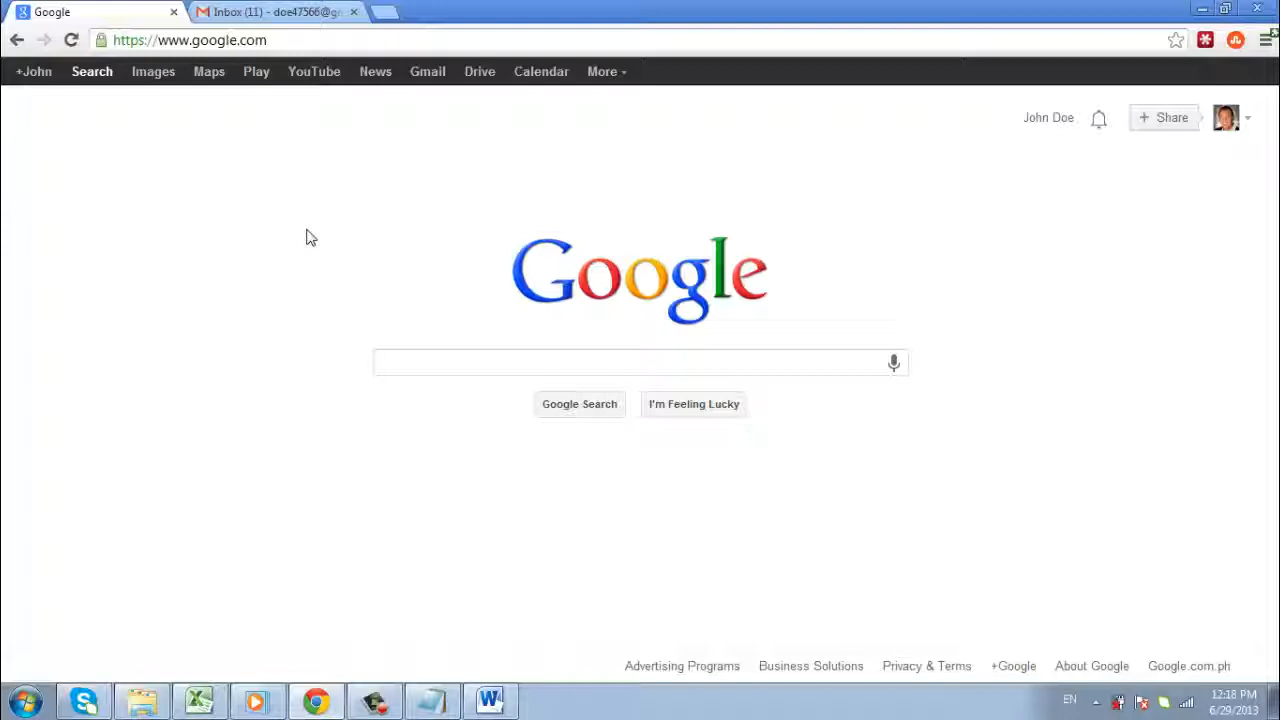 Google
Inbox (11) - doe47566@g
https://www.google.com
+John Search Images Maps Play YouTube News Gmail Drive Calendar More
John Doe + Share
Google
Google Search I'm Feeling Lucky
Advertising Programs Business Solutions Privacy & Terms +Google About Google Google.com.ph
EN 12:18 PM
6/29/2013